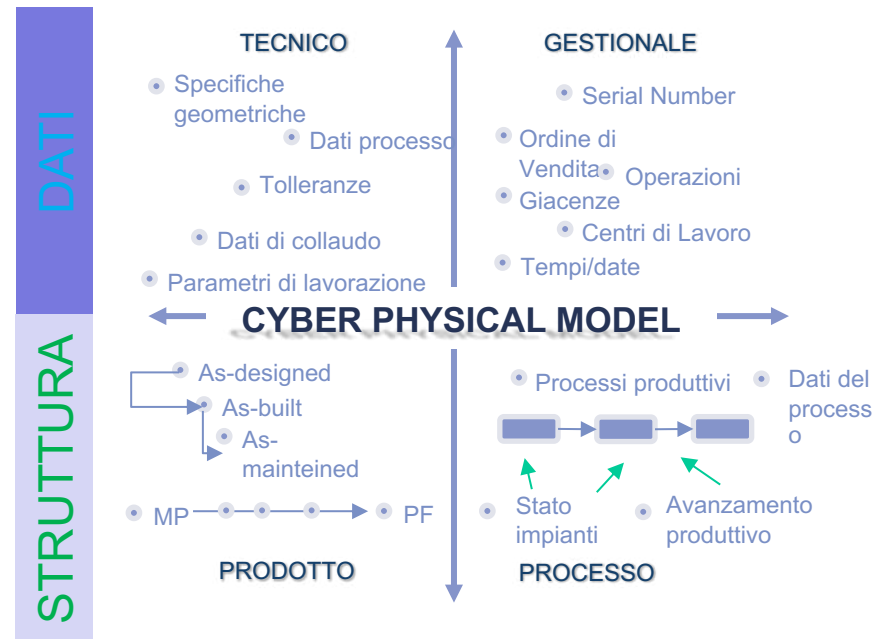 DATI
TECNICO
Specifiche
geometriche
Dati processo
Tolleranze
Dati di collaudo
Parametri di lavorazione
GESTIONALE
Serial Number
Ordine di
Vendita
Operazioni
Giacenze
Centri di Lavoro
Tempi/date
CYBER PHYSICAL MODEL
STRUTTURA
As-designed
As-built
As-
mainteined
MP
PF
PRODOTTO
Processi produttivi
Dati del
process
o
Stato
impianti
Avanzamento
produttivo
PROCESSO